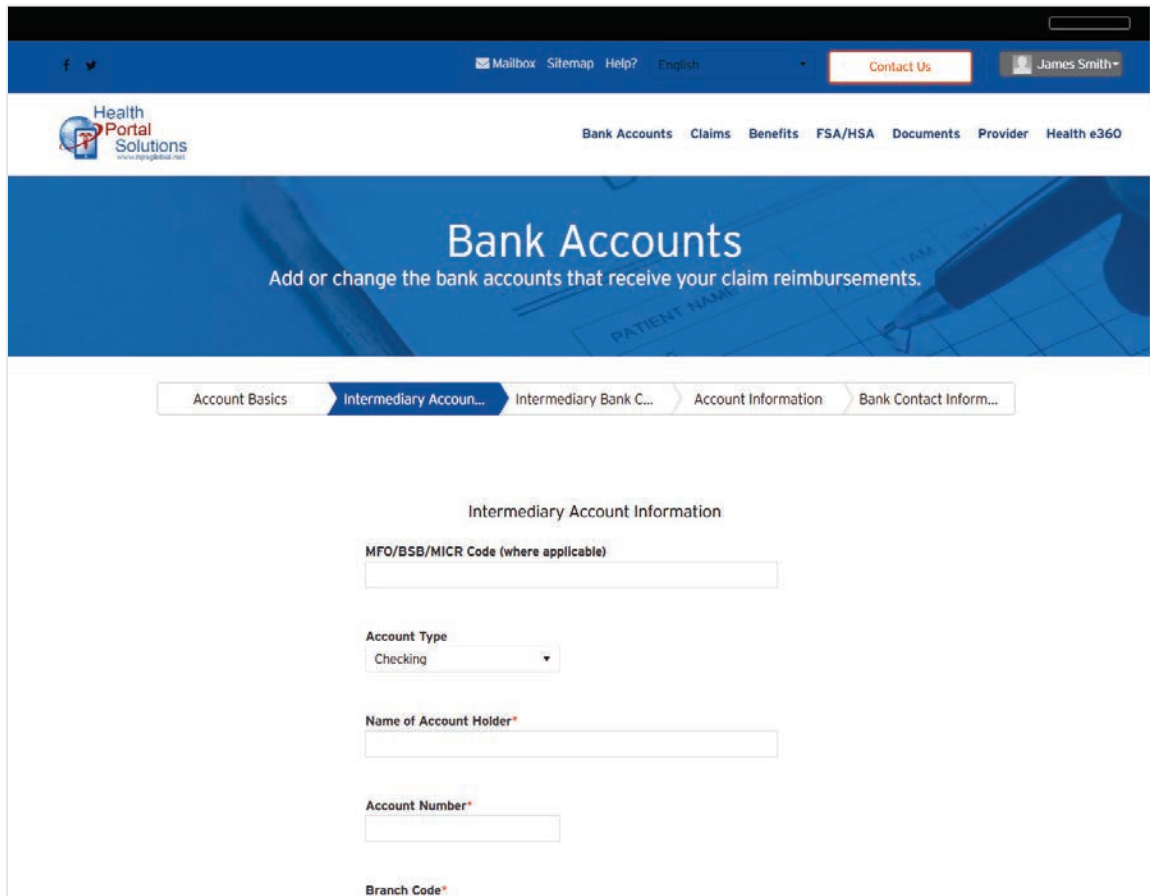 Mailbox Sitemap Help? English Contact Us James Smith
Health
Portal
Solutions
Bank Accounts Claims Benefits FSA/HSA Documents Provider Health e360
Bank Accounts
Add or change the bank accounts that receive your claim reimbursements.
PATIENT NAME
Account Basics Intermediary Accoun... Intermediary Bank C... Account Information Bank Contact Inform...
Intermediary Account Information
MFO/BSB/MICR Code (where applicable)
Account Type
Checking
Name of Account Holder*
Account Number*
Branch Code*